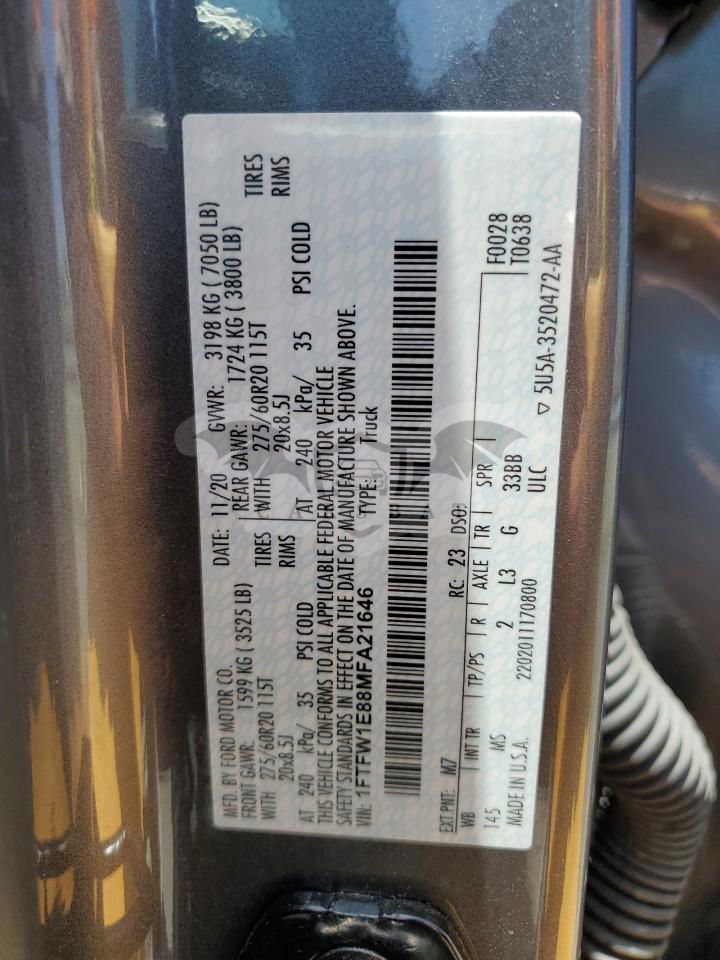 MFD. BY FORD MOTOR CO. DATE: 11/20 GVWR: 3198 KG ( 7050 LB)
FRONT GAWR: 1599 KG ( 3525 LB) REAR GAWR: 1724 KG ( 3800 LB)
WITH 275/60R20 115T TIRES WITH 275/60R20 115T TIRES
20x8.5J RIMS 20x8.5J RIMS
AT 240 kPa/ 35 PSI COLD AT 240 kPa/ 35 PSI COLD
THIS VEHICLE CONFORMS TO ALL APPLICABLE FEDERAL MOTOR VEHICLE
SAFETY STANDARDS IN EFFECT ON THE DATE OF MANUFACTURE SHOWN ABOVE.
VIN: 1FTFW1E88MFA21646 TYPE: Truck
EXT PNT: M7 RC: 23 DSO:
WB INT TR TP/PS R AXLE TR SPR F0028
145 MS 2 L3 G 33BB T0638
MADE IN U.S.A. 22020111170800 ULC
▽ 5U5A-3520472-AA